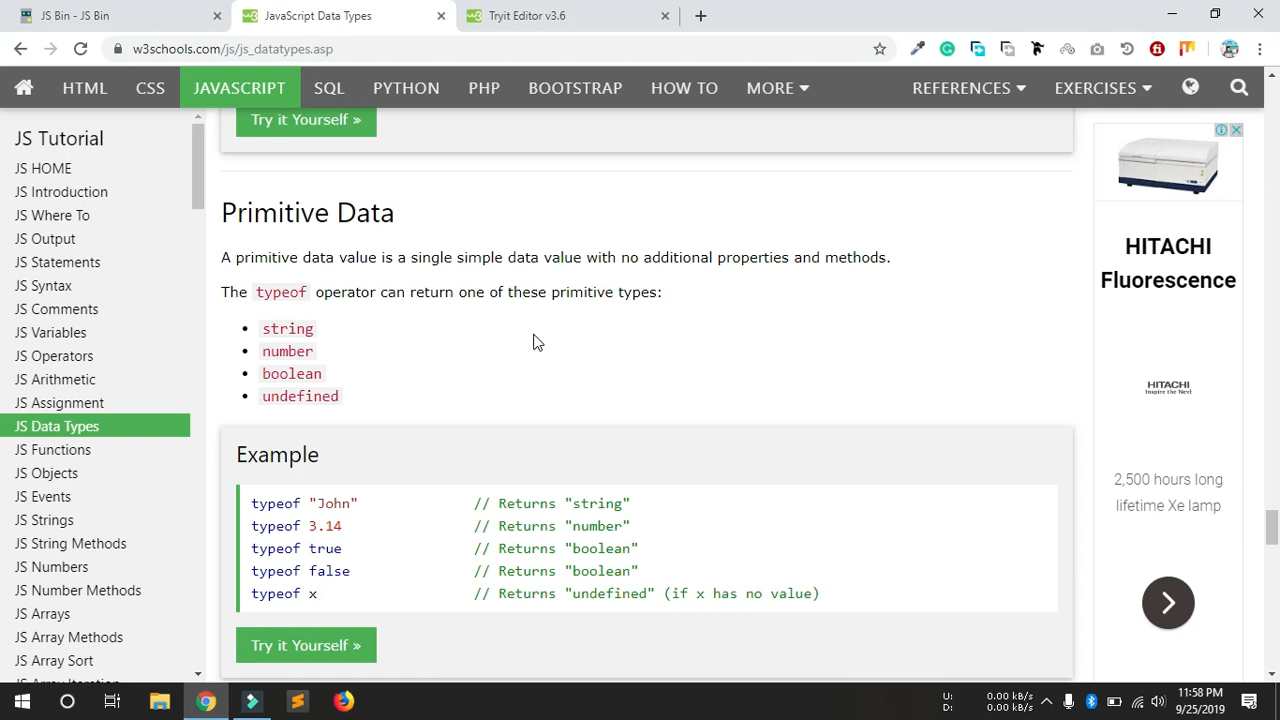 JS Bin - JS Bin
JavaScript Data Types
Tryit Editor v3.6
w3schools.com/js/js_datatypes.asp
HTML CSS JAVASCRIPT SQL PYTHON PHP BOOTSTRAP HOW TO MORE REFERENCES EXERCISES
JS Tutorial
JS HOME
JS Introduction
JS Where To
JS Output
JS Statements
JS Syntax
JS Comments
JS Variables
JS Operators
JS Arithmetic
JS Assignment
JS Data Types
JS Functions
JS Objects
JS Events
JS Strings
JS String Methods
JS Numbers
JS Number Methods
JS Arrays
JS Array Methods
JS Array Sort
JS Array Iteration
Try it Yourself »
Primitive Data
A primitive data value is a single simple data value with no additional properties and methods.
The typeof operator can return one of these primitive types:
• string
• number
• boolean
• undefined
Example
typeof "John" // Returns "string"
typeof 3.14 // Returns "number"
typeof true // Returns "boolean"
typeof false // Returns "boolean"
typeof x // Returns "undefined" (if x has no value)
Try it Yourself »
HITACHI
Fluorescence
HITACHI
Inspire the Next
2,500 hours long
lifetime Xe lamp
U: 0.00 kB/s
D: 0.00 kB/s
11:58 PM
9/25/2019